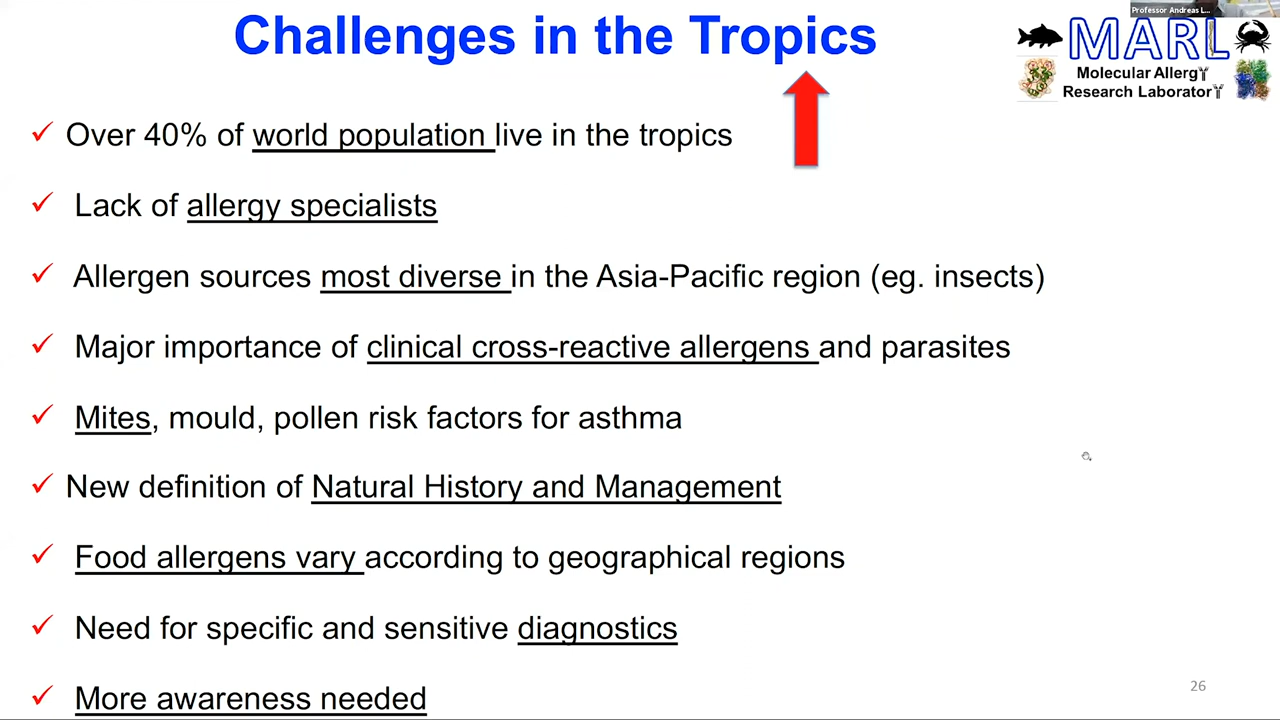 Professor Andreas L...
Challenges in the Tropics
MARL
Molecular Allergy
Research Laboratory
Over 40% of world population live in the tropics
Lack of allergy specialists
Allergen sources most diverse in the Asia-Pacific region (eg. insects)
Major importance of clinical cross-reactive allergens and parasites
Mites, mould, pollen risk factors for asthma
New definition of Natural History and Management
Food allergens vary according to geographical regions
Need for specific and sensitive diagnostics
More awareness needed
26